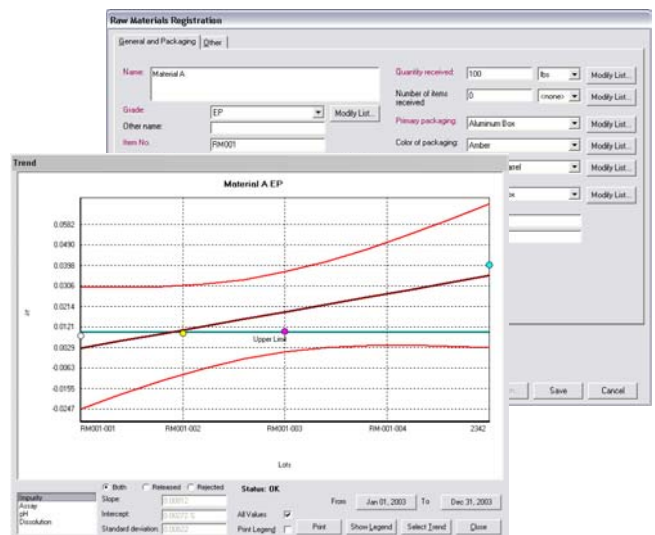 Raw Materials Registration
General and Packaging Other
Name: Material A
Quantity received: 100 lbs Modify List...
Number of items received: 0 <none> Modify List...
Grade: EP Modify List...
Primary packaging: Aluminum Box Modify List...
Other name:
Color of packaging: Amber Modify List...
Item No. RM001
Modify List...
Modify List...
Save Cancel
Trend
Material A EP
0.0582
0.0490
0.0398
0.0306
0.0214
0.0121
0.0029
-0.0063
-0.0155
-0.0247
Upper Limit
RM001-001 RM001-002 RM001-003 RM-001-004 2342
Lots
Impurity
Assay
pH
Dissolution
Both Released Rejected
Status: OK
Slope:
Intercept:
Standard deviation:
From Jan 01, 2003 To Dec 31, 2003
All Values
Print Legend
Print Show Legend Select Trend Close